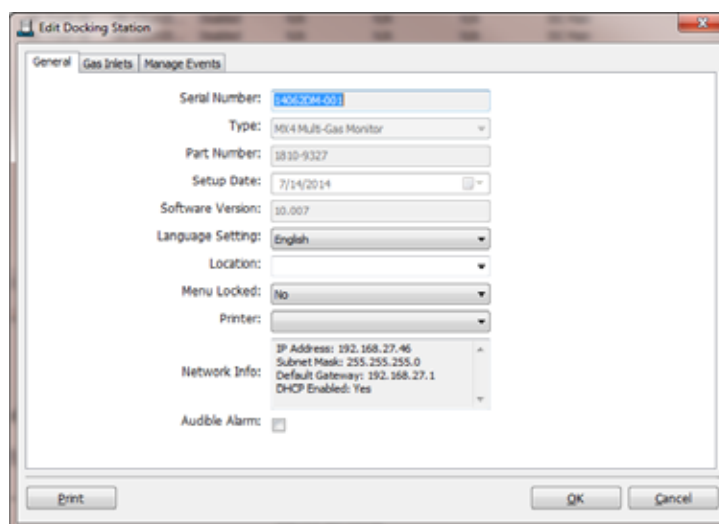 Edit Docking Station
General Gas Inlets Manage Events
Serial Number: 14062DM-001
Type: MX4 Multi-Gas Monitor
Part Number: 1810-9327
Setup Date: 7/14/2014
Software Version: 10.007
Language Setting: English
Location:
Menu Locked: No
Printer:
Network Info: IP Address: 192.168.27.46
Subnet Mask: 255.255.255.0
Default Gateway: 192.168.27.1
DHCP Enabled: Yes
Audible Alarm:
Print OK Cancel